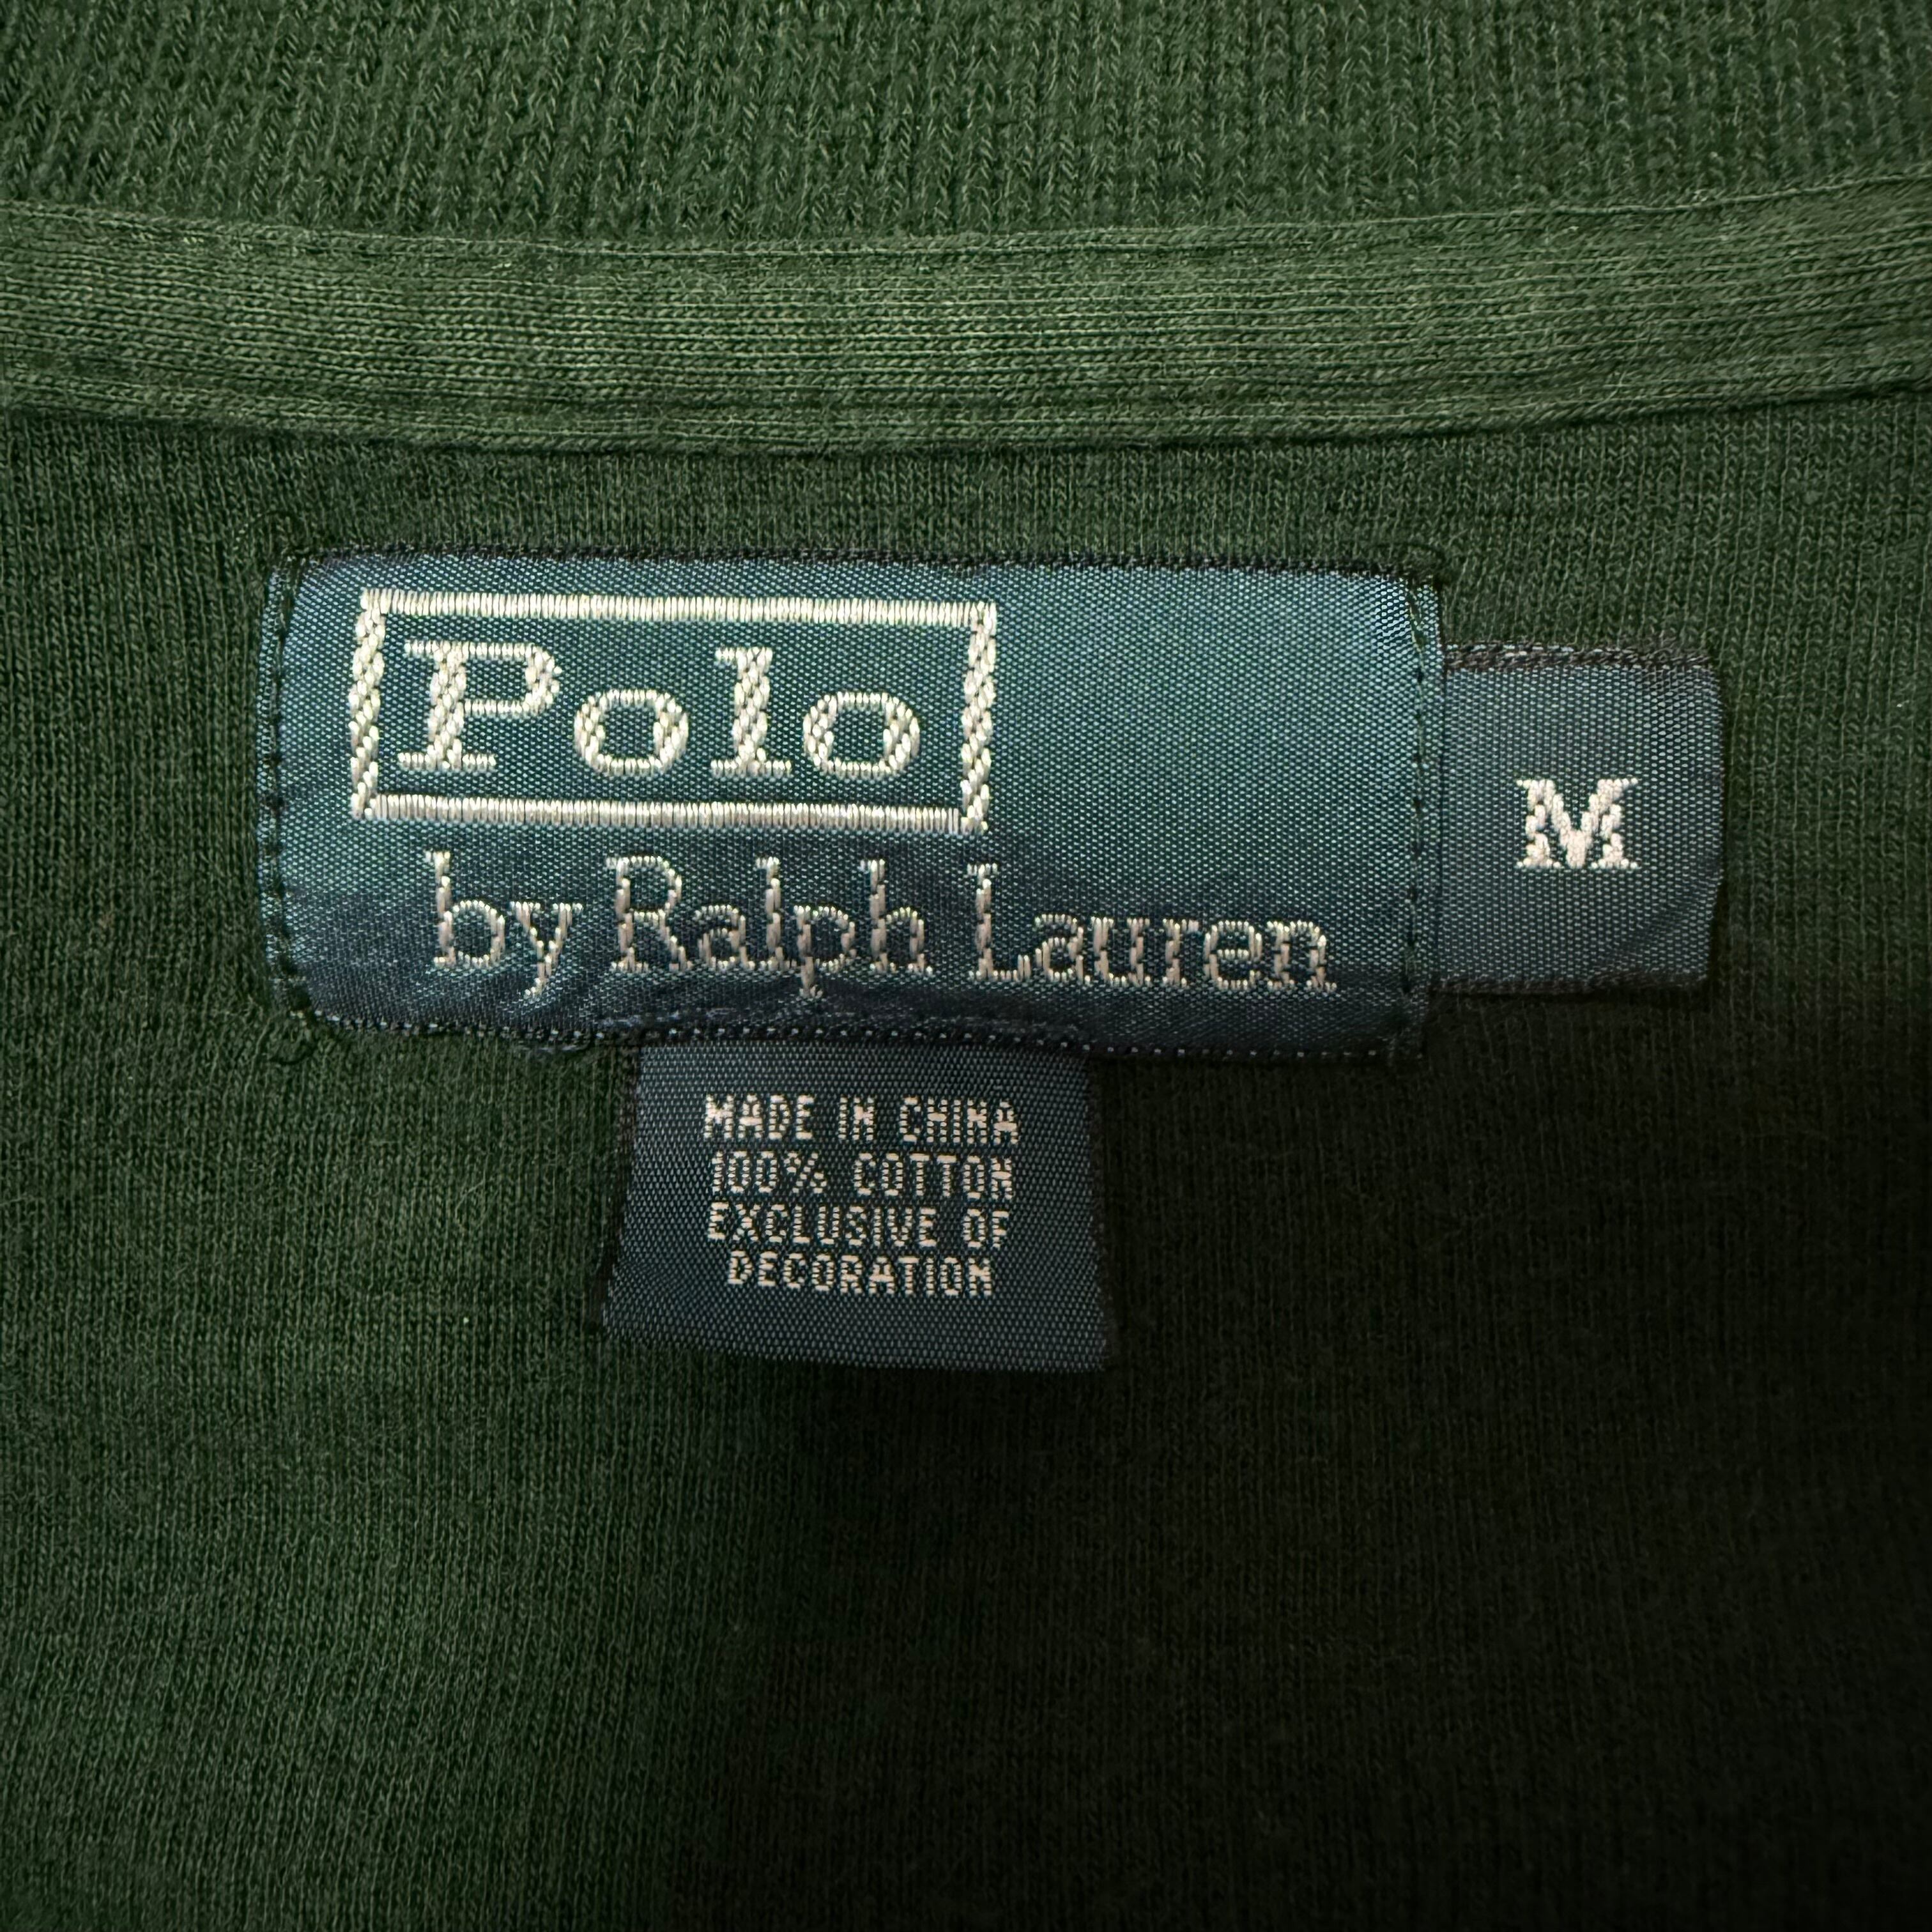 Polo
by Ralph Lauren
M
MADE IN CHINA
100% COTTON
EXCLUSIVE OF
DECORATION